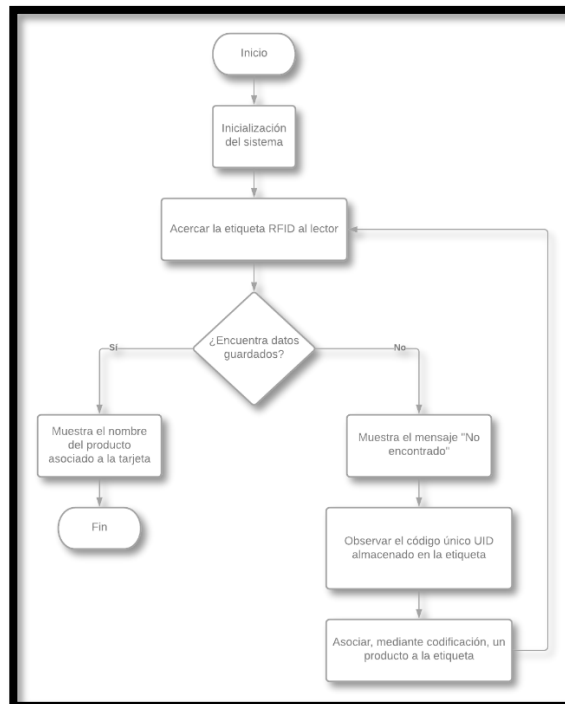 Inicio
Inicialización
del sistema
Acercar la etiqueta RFID al lector
¿Encuentra datos
guardados?
Sí
No
Muestra el nombre
del producto
asociado a la tarjeta
Muestra el mensaje "No
encontrado"
Fin
Observar el código único UID
almacenado en la etiqueta
Asociar, mediante codificación, un
producto a la etiqueta